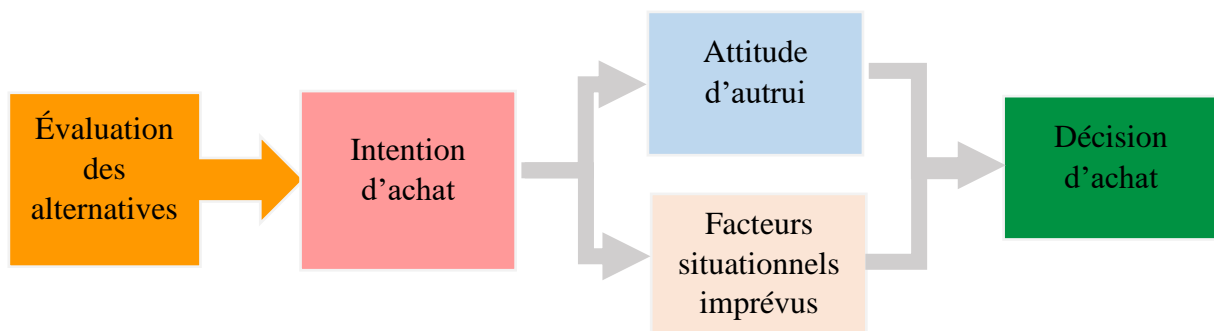 Évaluation
des
alternatives
Intention
d’achat
Attitude
d’autrui
Facteurs
situationnels
imprévus
Décision
d’achat